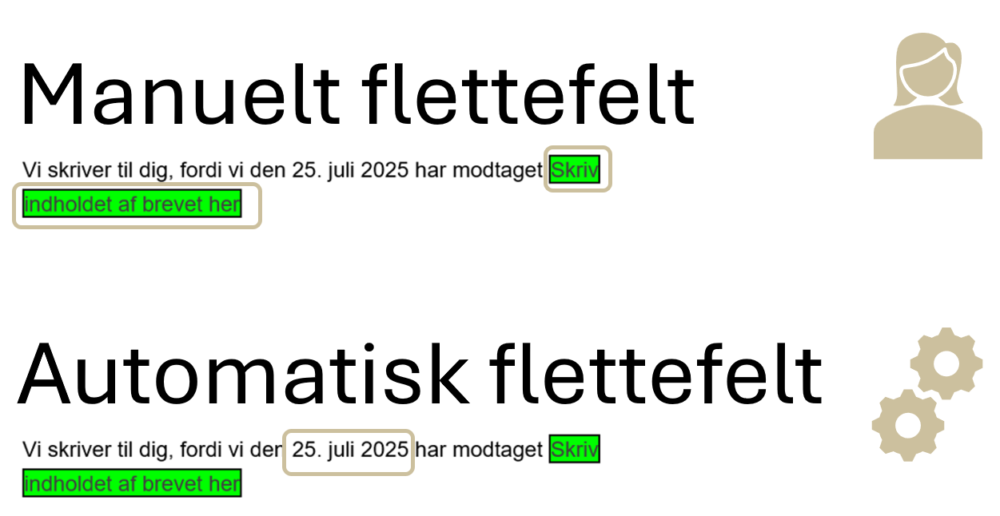 Manuelt flettefelt
Vi skriver til dig, fordi vi den 25. juli 2025 har modtaget Skriv
indholdet af brevet her
Automatisk flettefelt
Vi skriver til dig, fordi vi den 25. juli 2025 har modtaget Skriv
indholdet af brevet her